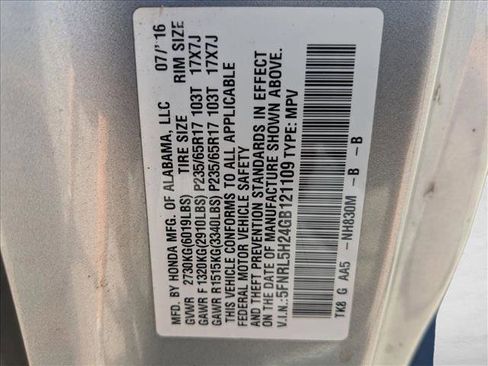 MFD. BY HONDA MFG. OF ALABAMA, LLC 07/'16
TIRE SIZE RIM SIZE
GVWR 2730KG(6019LBS)
GAWR F 1320KG(2910LBS) P235/65R17 103T 17X7J
GAWR R1515KG(3340LBS) P235/65R17 103T 17X7J
THIS VEHICLE CONFORMS TO ALL APPLICABLE
FEDERAL MOTOR VEHICLE SAFETY
AND THEFT PREVENTION STANDARDS IN EFFECT
ON THE DATE OF MANUFACTURE SHOWN ABOVE.
V.I.N.:5FNRL5H24GB121109 TYPE: MPV
TK8 G AA5 - NH830M - B - B